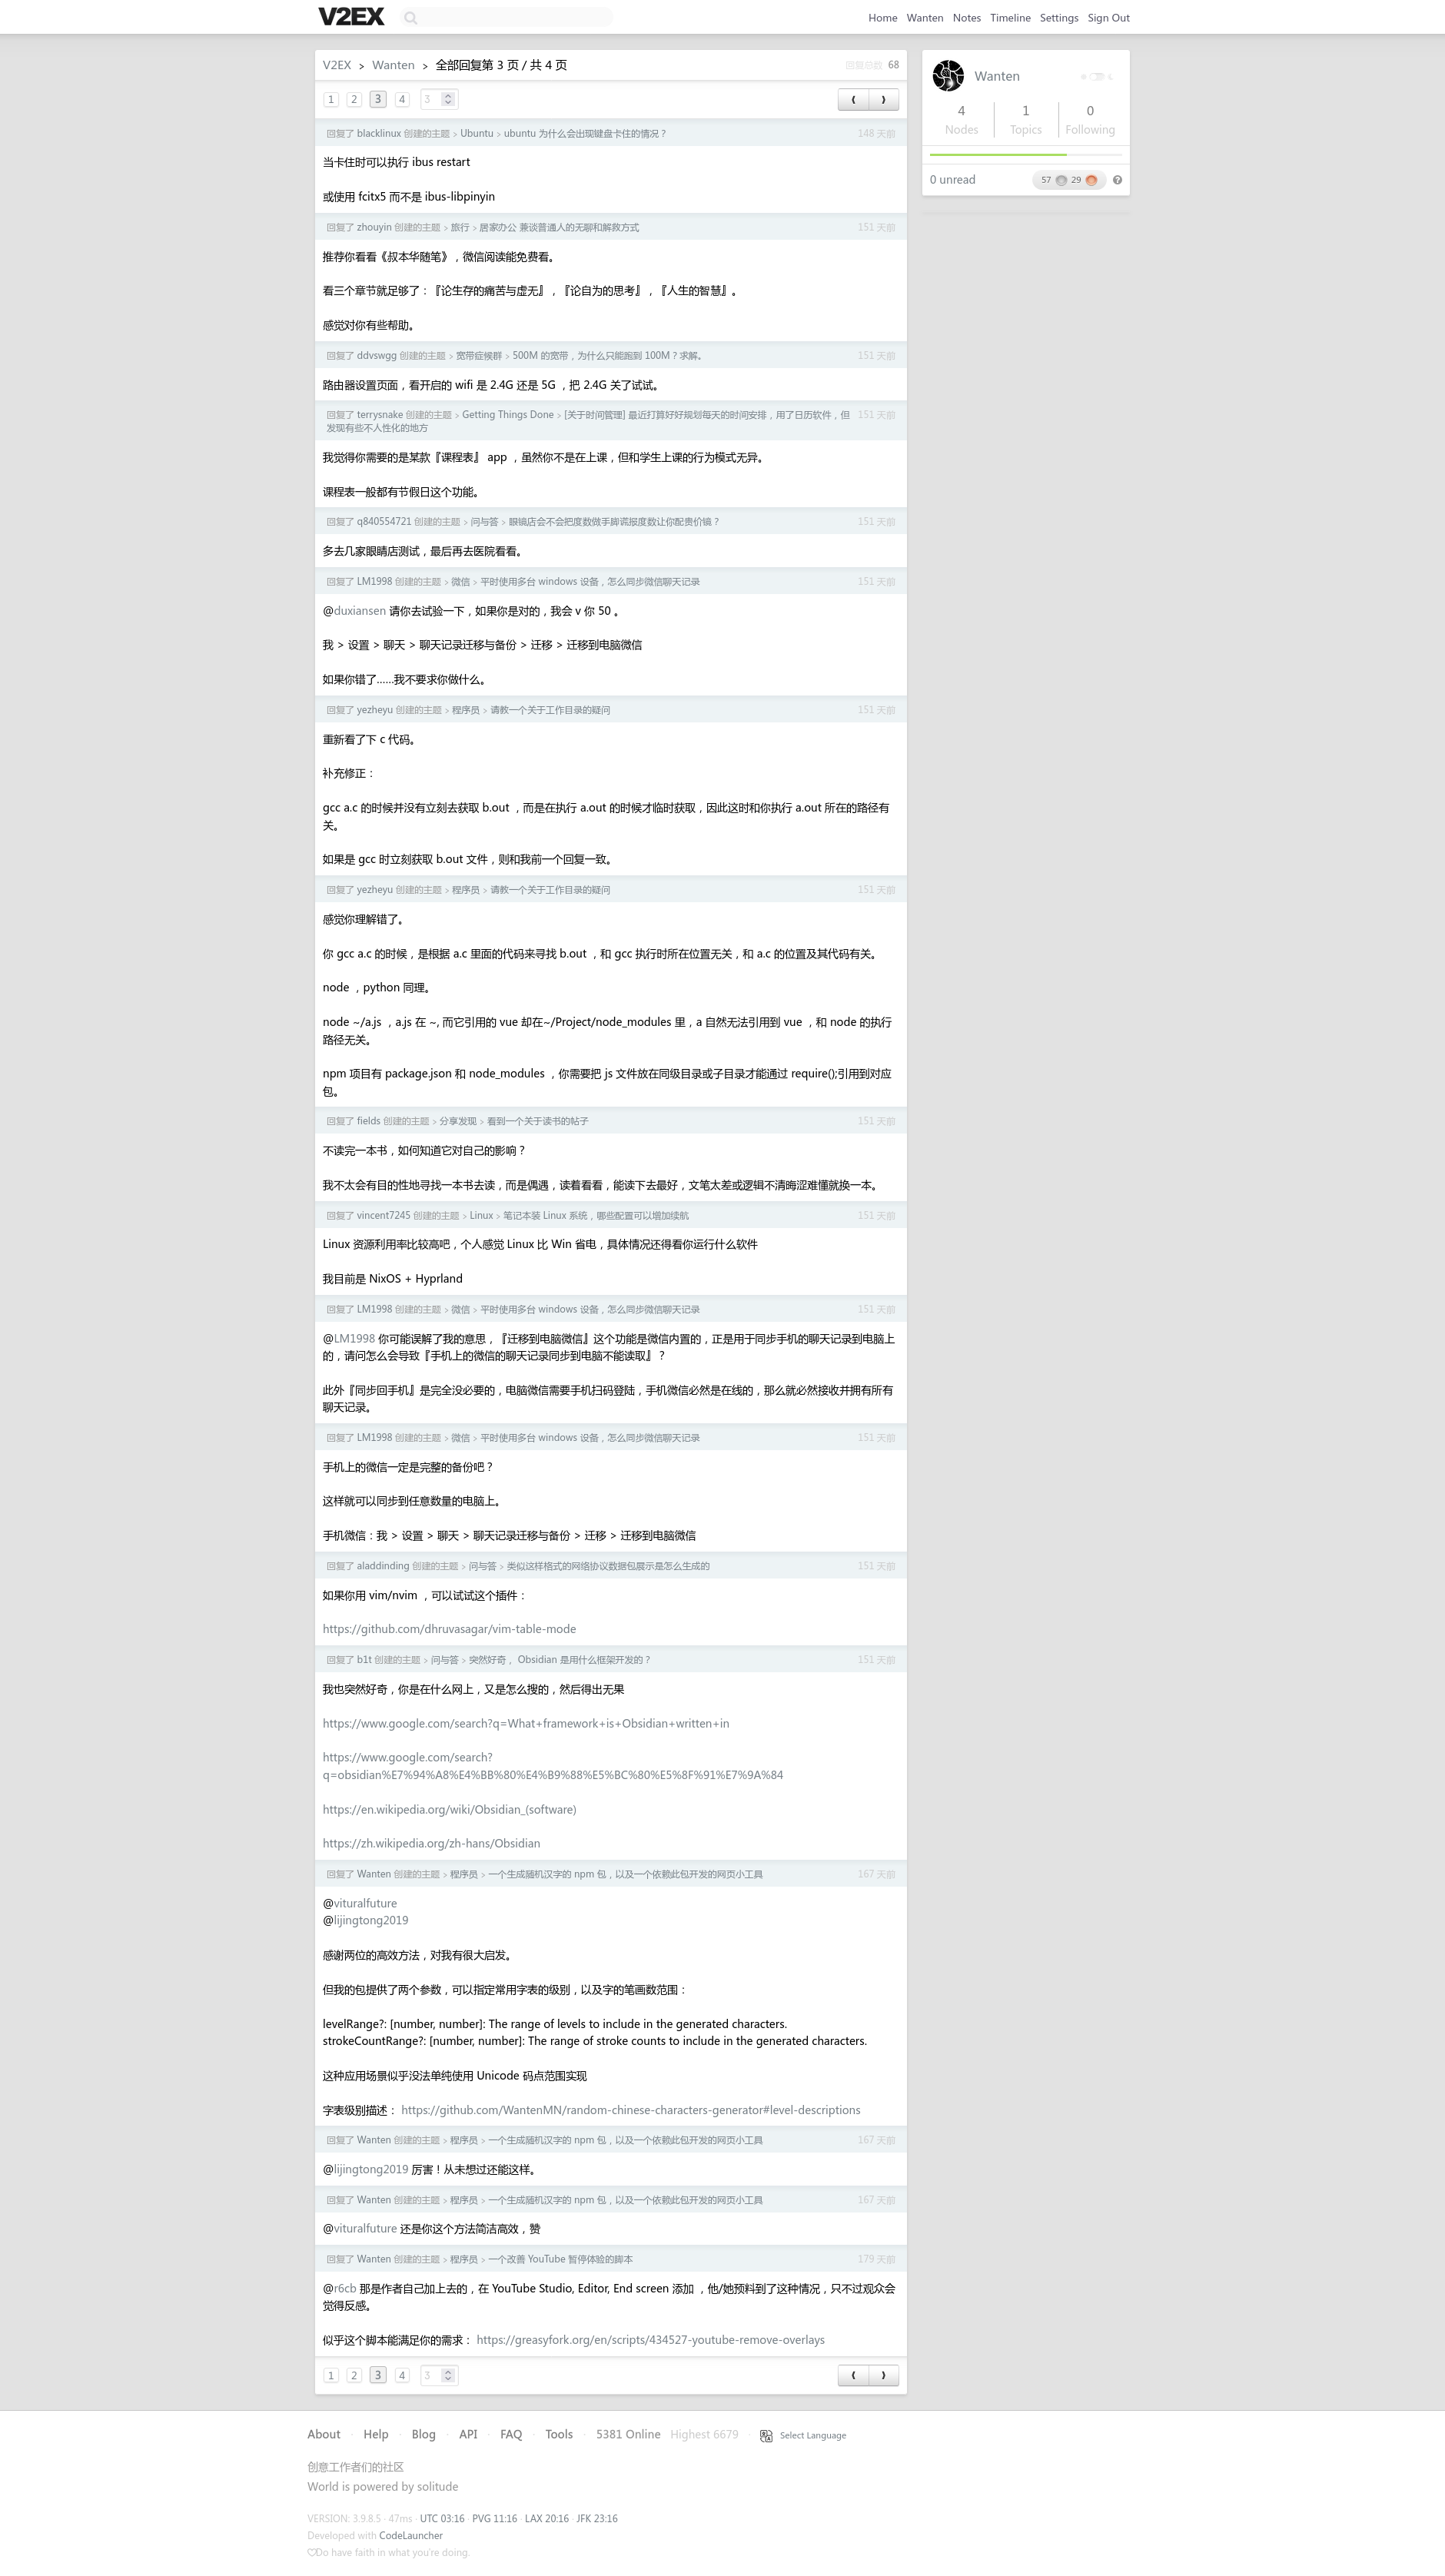 V2EX
Home Wanten Notes Timeline Settings Sign Out
V2EX > Wanten > 全部回复第 3 页 / 共 4 页
回复总数 68
1 2 3 4 3
❰ ❱
回复了 blacklinux 创建的主题 > Ubuntu > ubuntu 为什么会出现键盘卡住的情况？
148 天前
当卡住时可以执行 ibus restart
或使用 fcitx5 而不是 ibus-libpinyin
回复了 zhouyin 创建的主题 > 旅行 > 居家办公 兼谈普通人的无聊和解救方式
151 天前
推荐你看看《叔本华随笔》，微信阅读能免费看。
看三个章节就足够了：『论生存的痛苦与虚无』，『论自为的思考』，『人生的智慧』。
感觉对你有些帮助。
回复了 ddvswgg 创建的主题 > 宽带症候群 > 500M 的宽带，为什么只能跑到 100M？求解。
151 天前
路由器设置页面，看开启的 wifi 是 2.4G 还是 5G ，把 2.4G 关了试试。
回复了 terrysnake 创建的主题 > Getting Things Done > [关于时间管理] 最近打算好好规划每天的时间安排，用了日历软件，但
发现有些不人性化的地方
151 天前
我觉得你需要的是某款『课程表』 app ，虽然你不是在上课，但和学生上课的行为模式无异。
课程表一般都有节假日这个功能。
回复了 q840554721 创建的主题 > 问与答 > 眼镜店会不会把度数做手脚谎报度数让你配贵价镜？
151 天前
多去几家眼睛店测试，最后再去医院看看。
回复了 LM1998 创建的主题 > 微信 > 平时使用多台 windows 设备，怎么同步微信聊天记录
151 天前
@duxiansen 请你去试验一下，如果你是对的，我会 v 你 50 。
我 > 设置 > 聊天 > 聊天记录迁移与备份 > 迁移 > 迁移到电脑微信
如果你错了……我不要求你做什么。
回复了 yezheyu 创建的主题 > 程序员 > 请教一个关于工作目录的疑问
151 天前
重新看了下 c 代码。
补充修正：
gcc a.c 的时候并没有立刻去获取 b.out ，而是在执行 a.out 的时候才临时获取，因此这时和你执行 a.out 所在的路径有
关。
如果是 gcc 时立刻获取 b.out 文件，则和我前一个回复一致。
回复了 yezheyu 创建的主题 > 程序员 > 请教一个关于工作目录的疑问
151 天前
感觉你理解错了。
你 gcc a.c 的时候，是根据 a.c 里面的代码来寻找 b.out ，和 gcc 执行时所在位置无关，和 a.c 的位置及其代码有关。
node ，python 同理。
node ~/a.js ，a.js 在 ~, 而它引用的 vue 却在~/Project/node_modules 里，a 自然无法引用到 vue ，和 node 的执行
路径无关。
npm 项目有 package.json 和 node_modules ，你需要把 js 文件放在同级目录或子目录才能通过 require();引用到对应
包。
回复了 fields 创建的主题 > 分享发现 > 看到一个关于读书的帖子
151 天前
不读完一本书，如何知道它对自己的影响？
我不太会有目的性地寻找一本书去读，而是偶遇，读着看看，能读下去最好，文笔太差或逻辑不清晦涩难懂就换一本。
回复了 vincent7245 创建的主题 > Linux > 笔记本装 Linux 系统，哪些配置可以增加续航
151 天前
Linux 资源利用率比较高吧，个人感觉 Linux 比 Win 省电，具体情况还得看你运行什么软件
我目前是 NixOS + Hyprland
回复了 LM1998 创建的主题 > 微信 > 平时使用多台 windows 设备，怎么同步微信聊天记录
151 天前
@LM1998 你可能误解了我的意思，『迁移到电脑微信』这个功能是微信内置的，正是用于同步手机的聊天记录到电脑上
的，请问怎么会导致『手机上的微信的聊天记录同步到电脑不能读取』？
此外『同步回手机』是完全没必要的，电脑微信需要手机扫码登陆，手机微信必然是在线的，那么就必然接收并拥有所有
聊天记录。
回复了 LM1998 创建的主题 > 微信 > 平时使用多台 windows 设备，怎么同步微信聊天记录
151 天前
手机上的微信一定是完整的备份吧？
这样就可以同步到任意数量的电脑上。
手机微信：我 > 设置 > 聊天 > 聊天记录迁移与备份 > 迁移 > 迁移到电脑微信
回复了 aladdinding 创建的主题 > 问与答 > 类似这样格式的网络协议数据包展示是怎么生成的
151 天前
如果你用 vim/nvim ，可以试试这个插件：
https://github.com/dhruvasagar/vim-table-mode
回复了 b1t 创建的主题 > 问与答 > 突然好奇， Obsidian 是用什么框架开发的？
151 天前
我也突然好奇，你是在什么网上，又是怎么搜的，然后得出无果
https://www.google.com/search?q=What+framework+is+Obsidian+written+in
https://www.google.com/search?
q=obsidian%E7%94%A8%E4%BB%80%E4%B9%88%E5%BC%80%E5%8F%91%E7%9A%84
https://en.wikipedia.org/wiki/Obsidian_(software)
https://zh.wikipedia.org/zh-hans/Obsidian
回复了 Wanten 创建的主题 > 程序员 > 一个生成随机汉字的 npm 包，以及一个依赖此包开发的网页小工具
167 天前
@vituralfuture
@lijingtong2019
感谢两位的高效方法，对我有很大启发。
但我的包提供了两个参数，可以指定常用字表的级别，以及字的笔画数范围：
levelRange?: [number, number]: The range of levels to include in the generated characters.
strokeCountRange?: [number, number]: The range of stroke counts to include in the generated characters.
这种应用场景似乎没法单纯使用 Unicode 码点范围实现
字表级别描述： https://github.com/WantenMN/random-chinese-characters-generator#level-descriptions
回复了 Wanten 创建的主题 > 程序员 > 一个生成随机汉字的 npm 包，以及一个依赖此包开发的网页小工具
167 天前
@lijingtong2019 厉害！从未想过还能这样。
回复了 Wanten 创建的主题 > 程序员 > 一个生成随机汉字的 npm 包，以及一个依赖此包开发的网页小工具
167 天前
@vituralfuture 还是你这个方法简洁高效，赞
回复了 Wanten 创建的主题 > 程序员 > 一个改善 YouTube 暂停体验的脚本
179 天前
@r6cb 那是作者自己加上去的，在 YouTube Studio, Editor, End screen 添加 ，他/她预料到了这种情况，只不过观众会
觉得反感。
似乎这个脚本能满足你的需求： https://greasyfork.org/en/scripts/434527-youtube-remove-overlays
1 2 3 4 3
❰ ❱
Wanten
4 1 0
Nodes Topics Following
0 unread
57 29
About · Help · Blog · API · FAQ · Tools · 5381 Online Highest 6679 · Select Language
创意工作者们的社区
World is powered by solitude
VERSION: 3.9.8.5 · 47ms · UTC 03:16 · PVG 11:16 · LAX 20:16 · JFK 23:16
Developed with CodeLauncher
♡Do have faith in what you're doing.